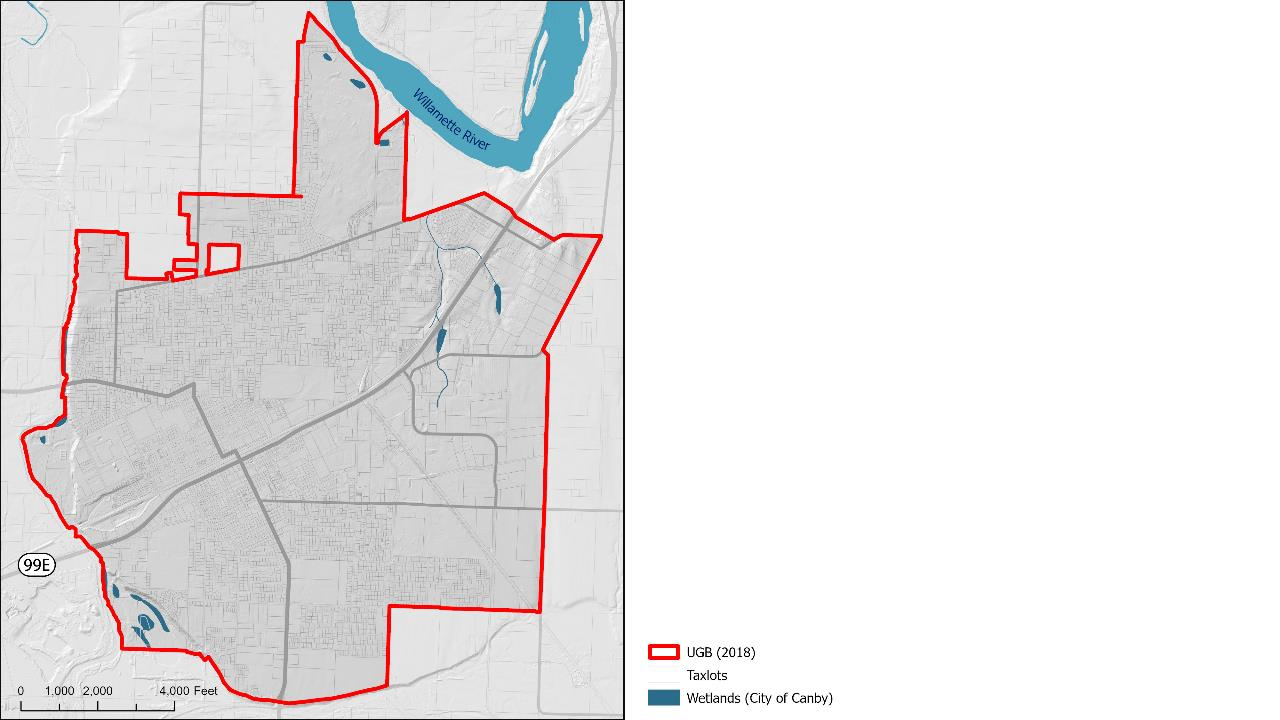 Willamette River
99E
0 1,000 2,000 4,000 Feet
UGB (2018)
Taxlots
Wetlands (City of Canby)